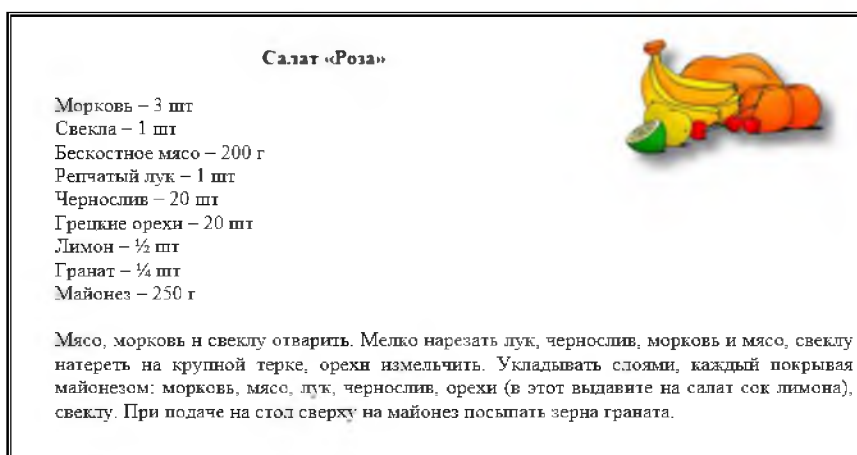 Салат «Роза»
Морковь – 3 шт
Свекла – 1 шт
Бескостное мясо – 200 г
Репчатый лук – 1 шт
Чернослив – 20 шт
Грецкие орехи – 20 шт
Лимон – ½ шт
Гранат – ¼ шт
Майонез – 250 г
Мясо, морковь и свеклу отварить. Мелко нарезать лук, чернослив, морковь и мясо, свеклу
натереть на крупной терке, орехи измельчить. Укладывать слоями, каждый покрывая
майонезом: морковь, мясо, лук, чернослив, орехи (в этот выдавите на салат сок лимона),
свеклу. При подаче на стол сверху на майонез посыпать зерна граната.